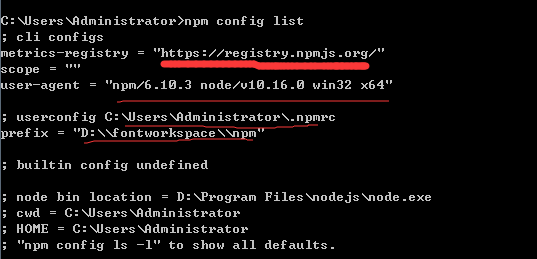 C:\Users\Administrator>npm config list
; cli configs
metrics-registry = "https://registry.npmjs.org/"
scope = ""
user-agent = "npm/6.10.3 node/v10.16.0 win32 x64"
; userconfig C:\Users\Administrator\.npmrc
prefix = "D:\\fontworkspace\\npm"
; builtin config undefined
; node bin location = D:\Program Files\nodejs\node.exe
; cwd = C:\Users\Administrator
; HOME = C:\Users\Administrator
; "npm config ls -l" to show all defaults.